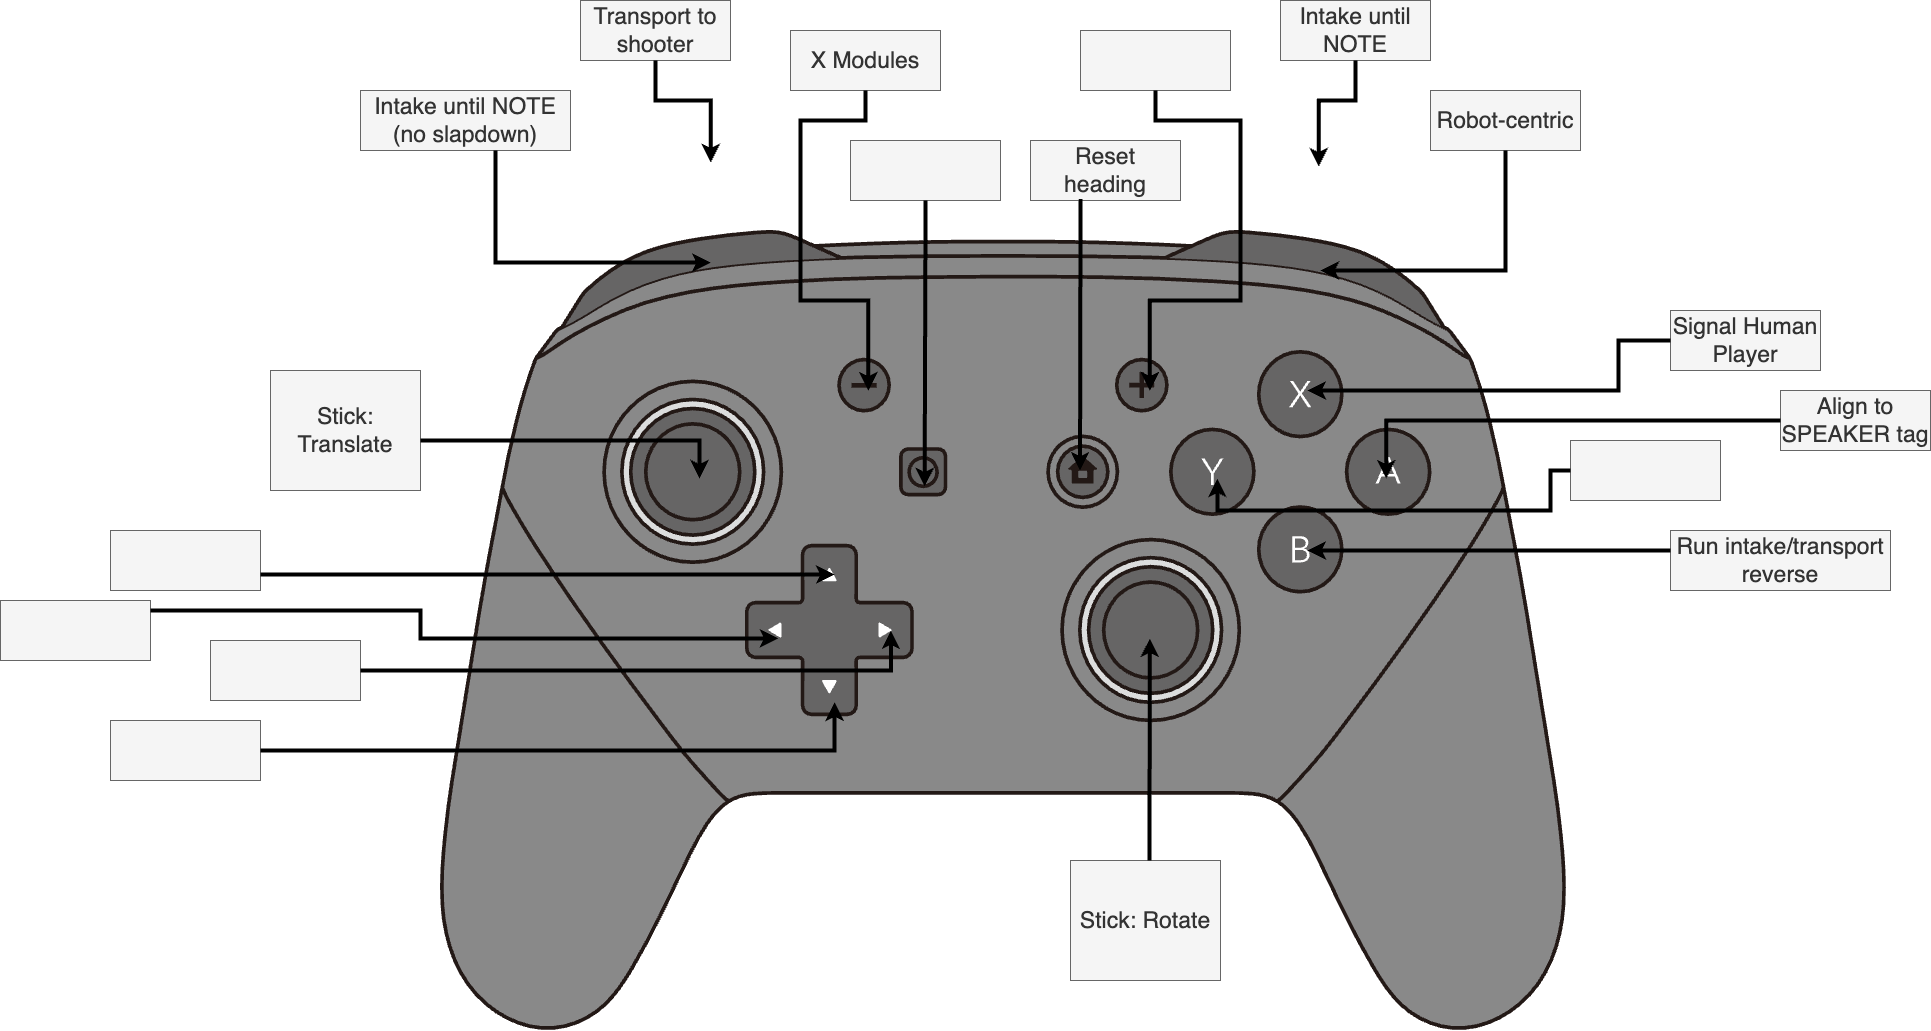 Transport to
shooter
Intake until
NOTE
X Modules
Intake until NOTE
(no slapdown)
Robot-centric
Reset
heading
Signal Human
Player
Stick:
Translate
Align to
SPEAKER tag
X
Y
A
B
Run intake/transport
reverse
Stick: Rotate